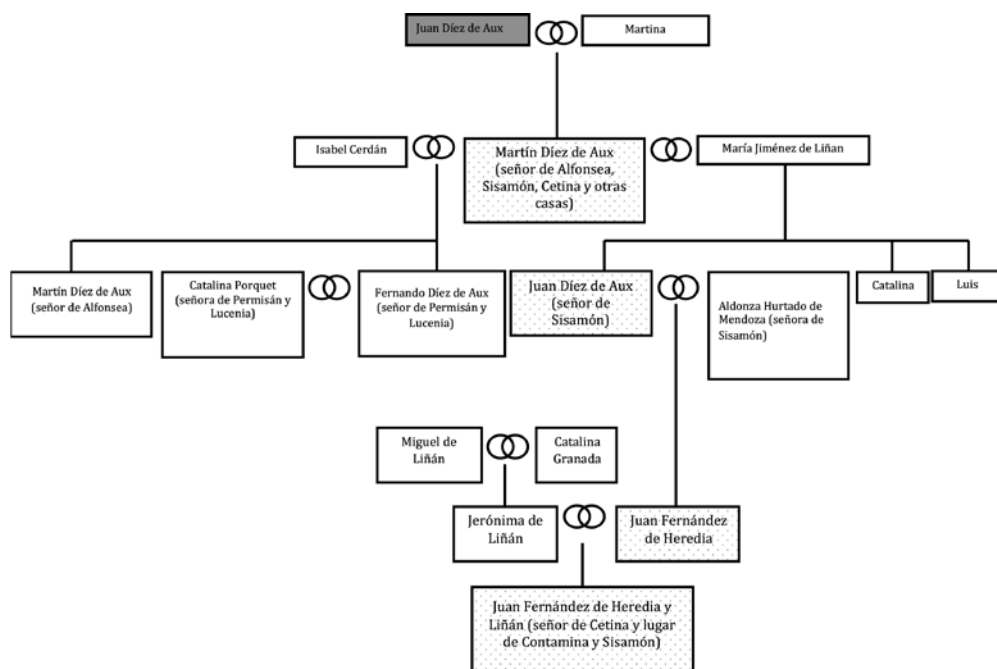 Juan Díez de Aux
Martina
Isabel Cerdán
Martín Díez de Aux
(señor de Alfonsea,
Sisamón, Cetina y otras
casas)
María Jiménez de Liñan
Martín Díez de Aux
(señor de Alfonsea)
Catalina Porquet
(señora de Permisán y
Lucenia)
Fernando Díez de Aux
(señor de Permisán y
Lucenia)
Juan Díez de Aux
(señor de
Sisamón)
Aldonza Hurtado de
Mendoza (señora de
Sisamón)
Catalina
Luis
Miguel de
Liñán
Catalina
Granada
Jerónima de
Liñán
Juan Fernández
de Heredia
Juan Fernández de Heredia y
Liñán (señor de Cetina y lugar
de Contamina y Sisamón)